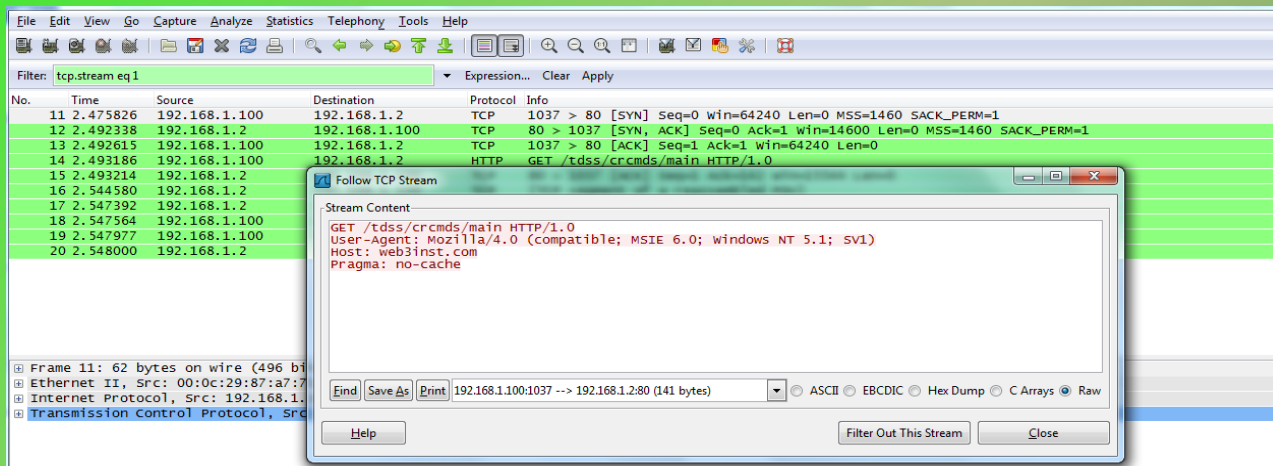 File Edit View Go Capture Analyze Statistics Telephony Tools Help
Filter: tcp.stream eq 1 Expression... Clear Apply
No. Time Source Destination Protocol Info
11 2.475826 192.168.1.100 192.168.1.2 TCP 1037 > 80 [SYN] Seq=0 Win=64240 Len=0 MSS=1460 SACK_PERM=1
12 2.492338 192.168.1.2 192.168.1.100 TCP 80 > 1037 [SYN, ACK] Seq=0 Ack=1 Win=14600 Len=0 MSS=1460 SACK_PERM=1
13 2.492615 192.168.1.100 192.168.1.2 TCP 1037 > 80 [ACK] Seq=1 Ack=1 Win=64240 Len=0
14 2.493186 192.168.1.100 192.168.1.2 HTTP GET /tdss/crcmds/main HTTP/1.0
15 2.493214 192.168.1.2
16 2.544580 192.168.1.2
17 2.547392 192.168.1.2
18 2.547564 192.168.1.100
19 2.547977 192.168.1.100
20 2.548000 192.168.1.2
Follow TCP Stream
Stream Content
GET /tdss/crcmds/main HTTP/1.0
User-Agent: Mozilla/4.0 (compatible; MSIE 6.0; Windows NT 5.1; SV1)
Host: web3inst.com
Pragma: no-cache
Find Save As Print 192.168.1.100:1037 --> 192.168.1.2:80 (141 bytes) ASCII EBCDIC Hex Dump C Arrays Raw
Help Filter Out This Stream Close
Frame 11: 62 bytes on wire (496 bi
Ethernet II, Src: 00:0c:29:87:a7:7
Internet Protocol, Src: 192.168.1.
Transmission Control Protocol, Src